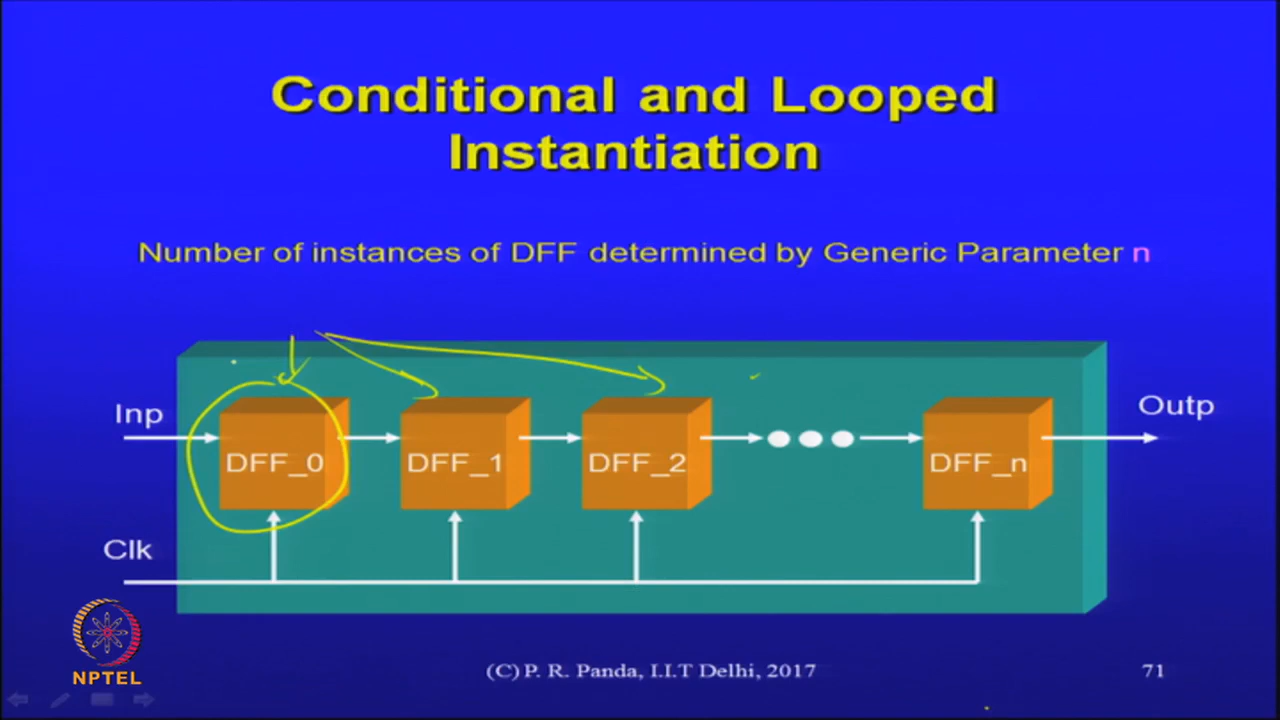 Conditional and Looped
Instantiation
Number of instances of DFF determined by Generic Parameter n
Inp
Outp
DFF_0
DFF_1
DFF_2
DFF_n
Clk
NPTEL
(C) P. R. Panda, I.I.T Delhi, 2017
71